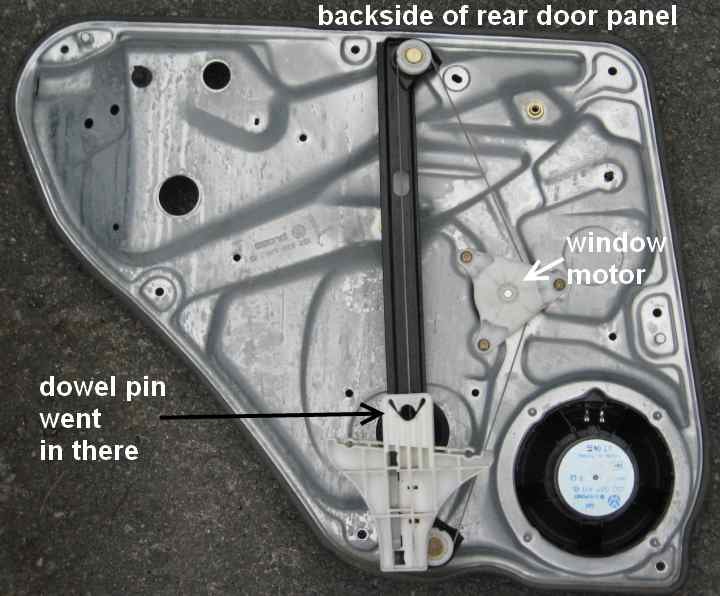 backside of rear door panel
window
motor
dowel pin
went
in there